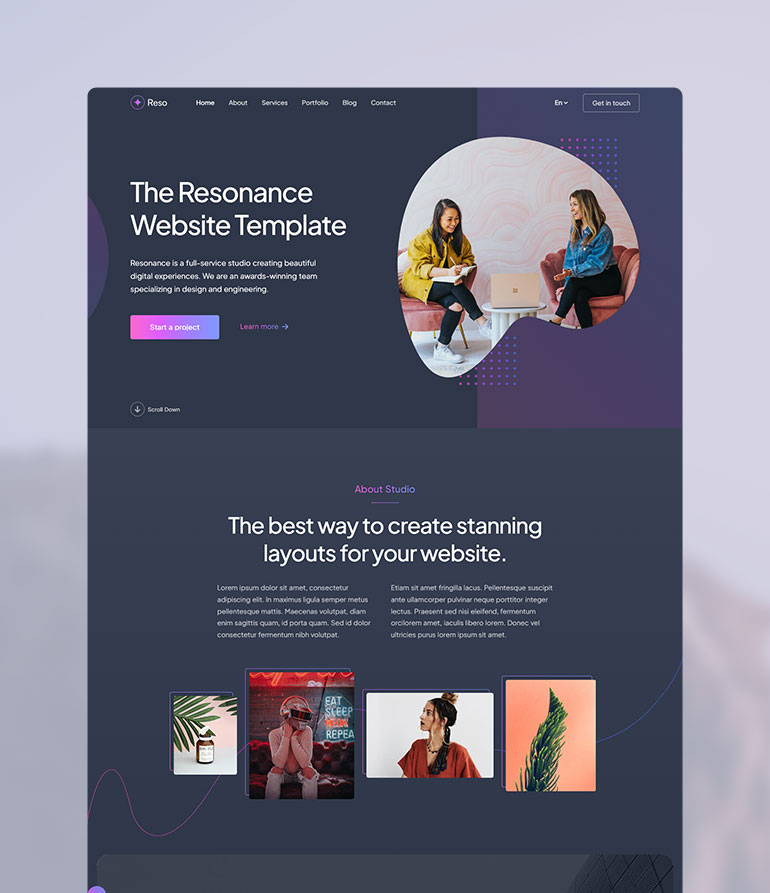 Reso
Home
About
Services
Portfolio
Blog
Contact
En
Get in touch
The Resonance
Website Template
Resonance is a full-service studio creating beautiful
digital experiences. We are an awards-winning team
specializing in design and engineering.
Start a project
Learn more
Scroll Down
About Studio
The best way to create stanning
layouts for your website.
Lorem ipsum dolor sit amet, consectetur
adipiscing elit. In maximus ligula semper metus
pellentesque mattis. Maecenas volutpat, diam
enim sagittis quam, id porta quam. Sed id dolor
consectetur fermentum nibh volutpat.
Etiam sit amet fringilla lacus. Pellentesque suscipit
ante ullamcorper pulvinar neque porttitor integer
lectus. Praesent sed nisi eleifend, fermentum
orcilorem amet, iaculis libero lorem. Donec vel
ultricies purus lorem ipsum sit amet.
EAT
SLEEP
REPEA